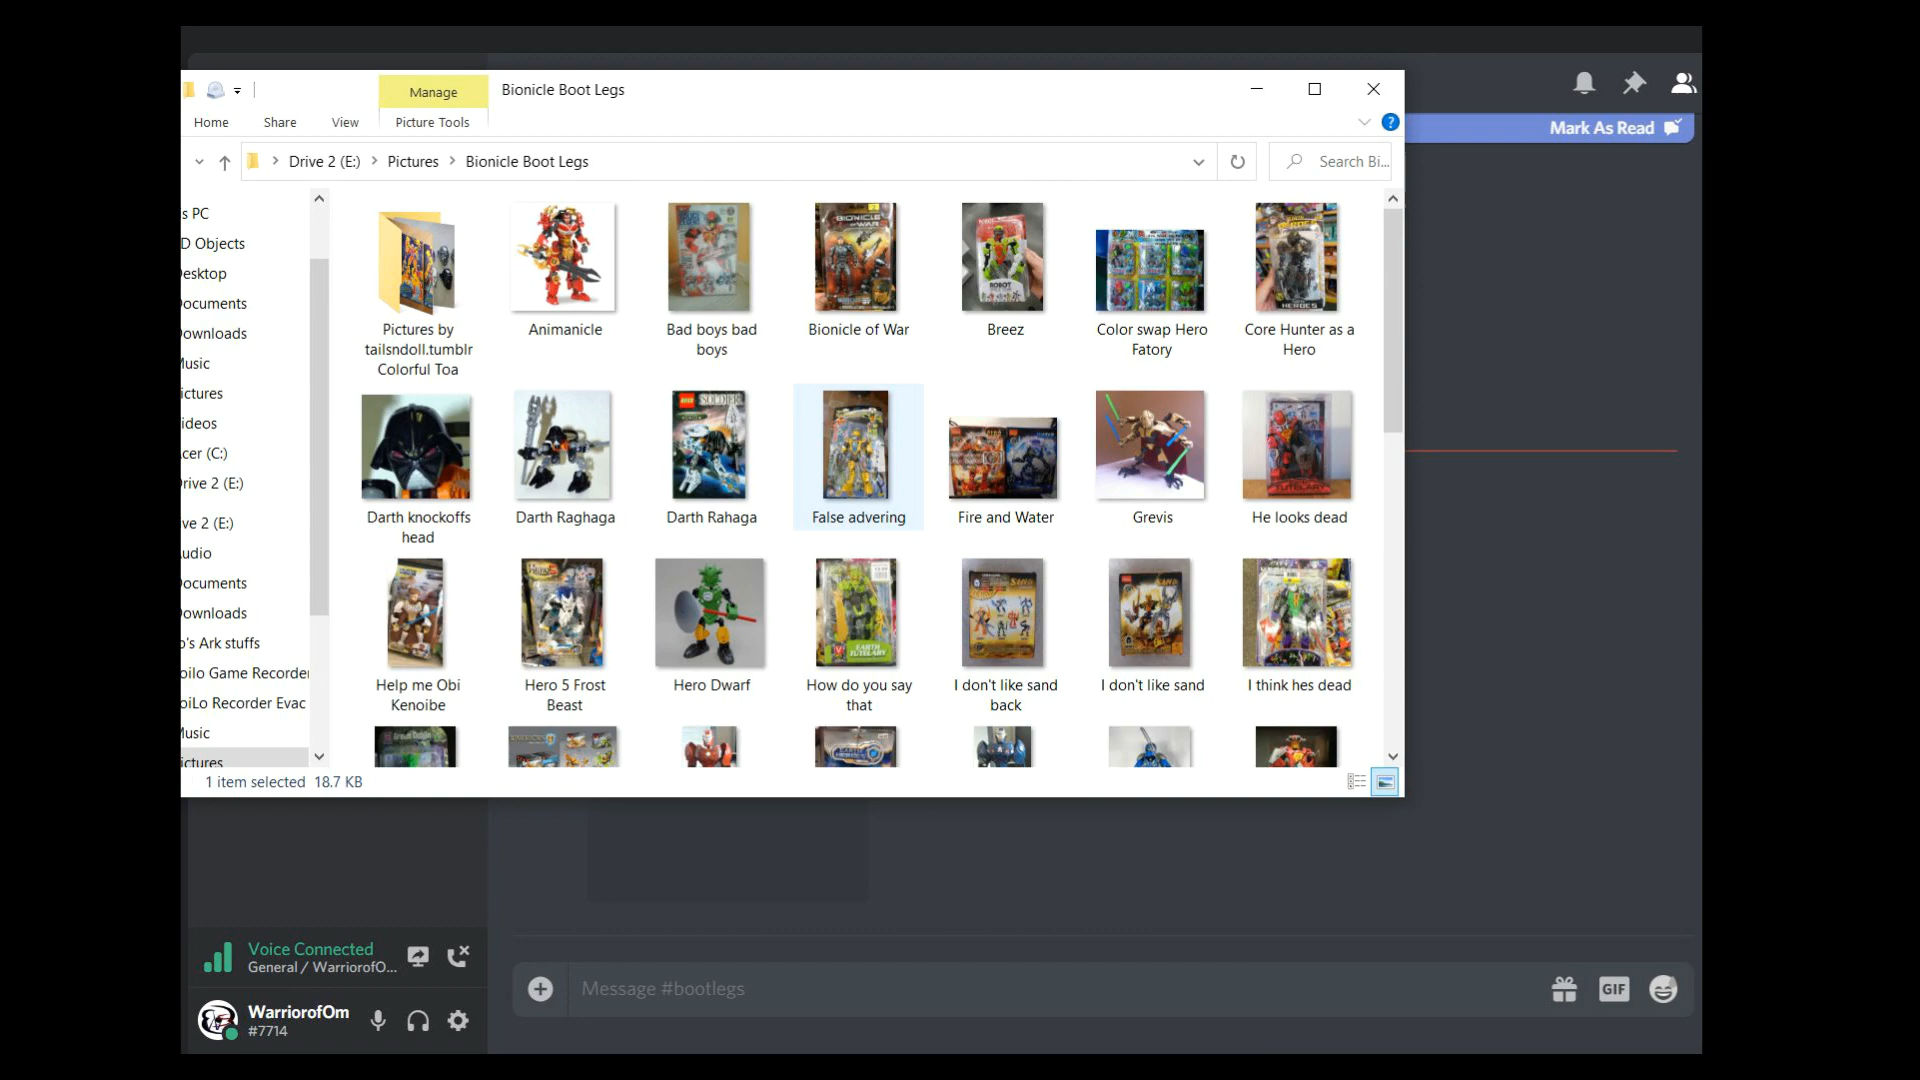 Manage
Bionicle Boot Legs
Home
Share
View
Picture Tools
Drive 2 (E:)
Pictures
Bionicle Boot Legs
Search Bi...
s PC
D Objects
esktop
ocuments
ownloads
usic
ictures
ideos
cer (C:)
rive 2 (E:)
ve 2 (E:)
udio
ocuments
ownloads
o's Ark stuffs
oilo Game Recorder
oiLo Recorder Evac
usic
ictures
Pictures by
tailsndoll.tumblr
Colorful Toa
Animanicle
Bad boys bad
boys
Bionicle of War
Breez
Color swap Hero
Fatory
Core Hunter as a
Hero
Darth knockoffs
head
Darth Raghaga
Darth Rahaga
False advering
Fire and Water
Grevis
He looks dead
Help me Obi
Kenoibe
Hero 5 Frost
Beast
Hero Dwarf
How do you say
that
I don't like sand
back
I don't like sand
I think hes dead
1 item selected 18.7 KB
Mark As Read
Voice Connected
General / WarriorofO...
WarriorofOm
#7714
Message #bootlegs
GIF